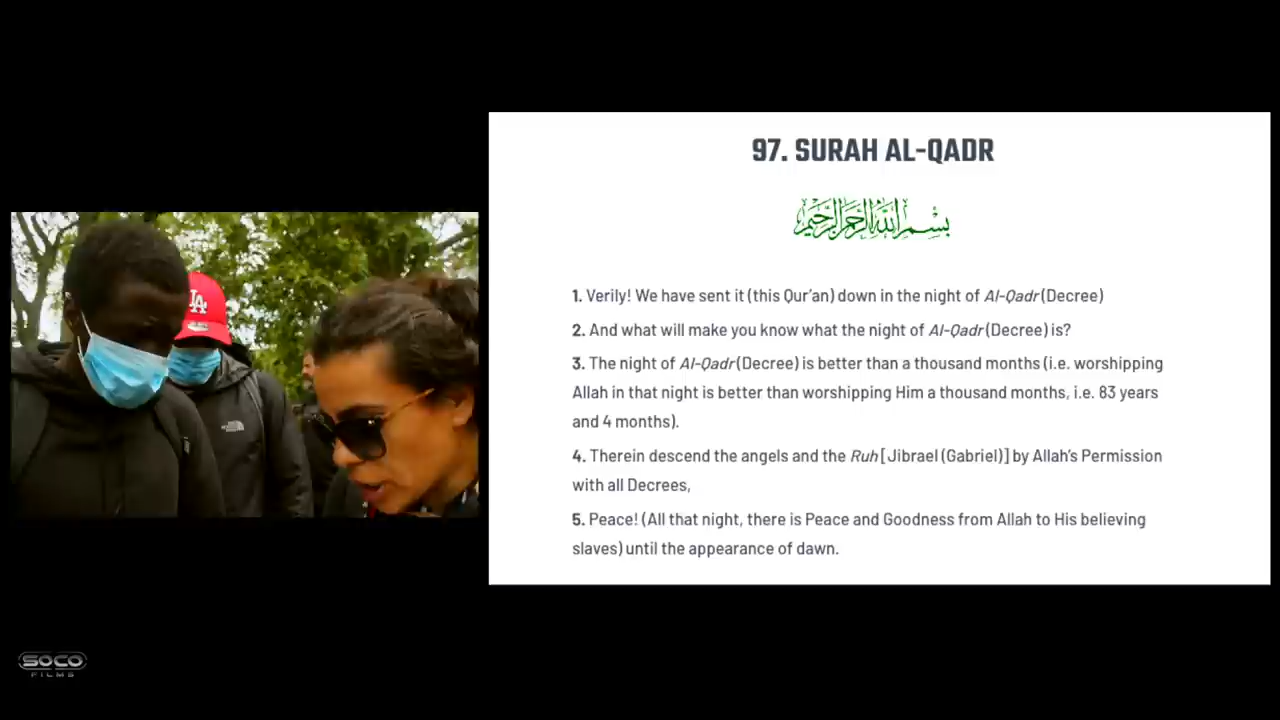 97. SURAH AL-QADR
بسم الله الرحمن الرحيم
1. Verily! We have sent it (this Qur’an) down in the night of Al-Qadr (Decree)
2. And what will make you know what the night of Al-Qadr (Decree) is?
3. The night of Al-Qadr (Decree) is better than a thousand months (i.e. worshipping
Allah in that night is better than worshipping Him a thousand months, i.e. 83 years
and 4 months).
4. Therein descend the angels and the Ruh [Jibrael (Gabriel)] by Allah’s Permission
with all Decrees,
5. Peace! (All that night, there is Peace and Goodness from Allah to His believing
slaves) until the appearance of dawn.
LA
THE NORTH FACE
SOCO
FILMS